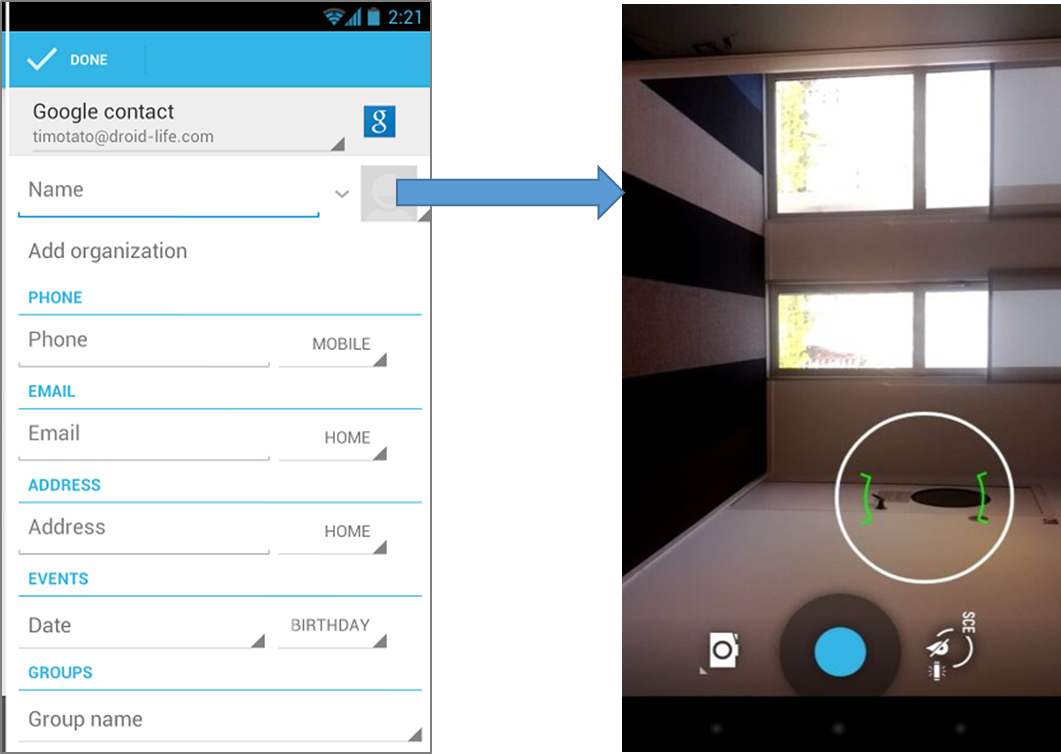 2:21
DONE
Google contact
timotato@droid-life.com
g
Name
Add organization
PHONE
Phone
MOBILE
EMAIL
Email
HOME
ADDRESS
Address
HOME
EVENTS
Date
BIRTHDAY
GROUPS
Group name
SCE